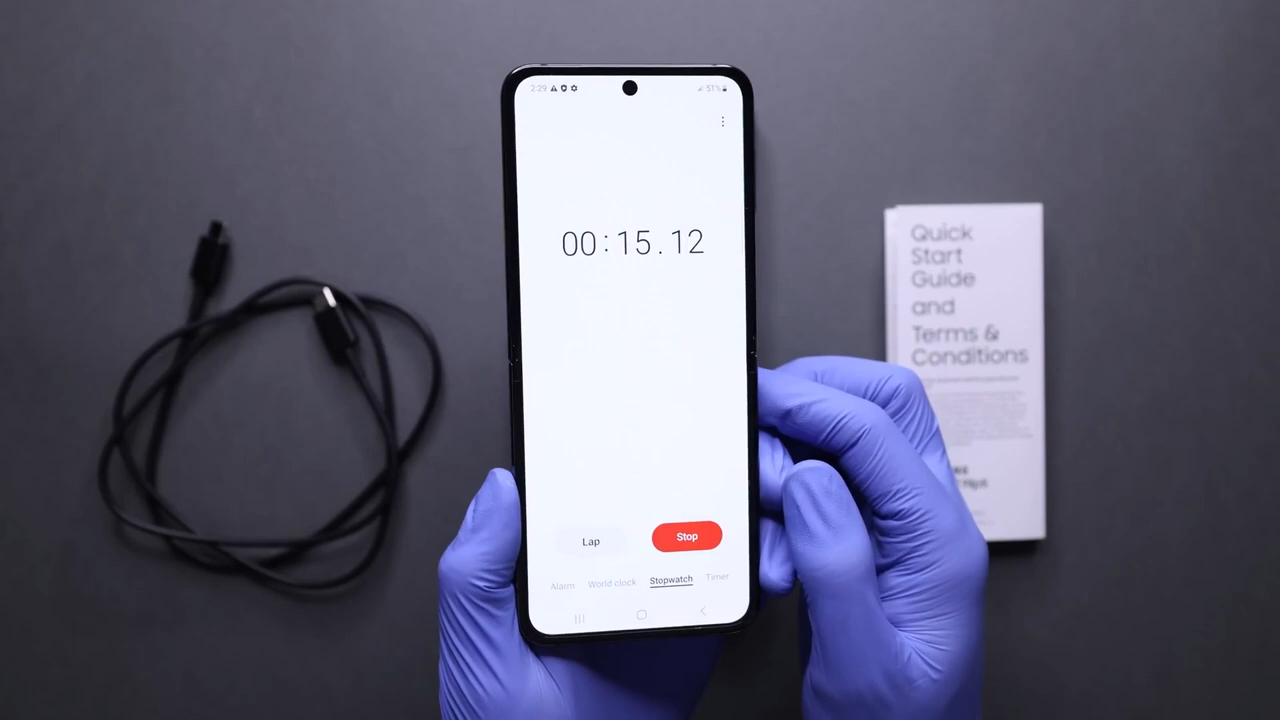 2:29
51%
00:15.12
Lap
Stop
Alarm
World clock
Stopwatch
Timer
Quick
Start
Guide
and
Terms &
Conditions